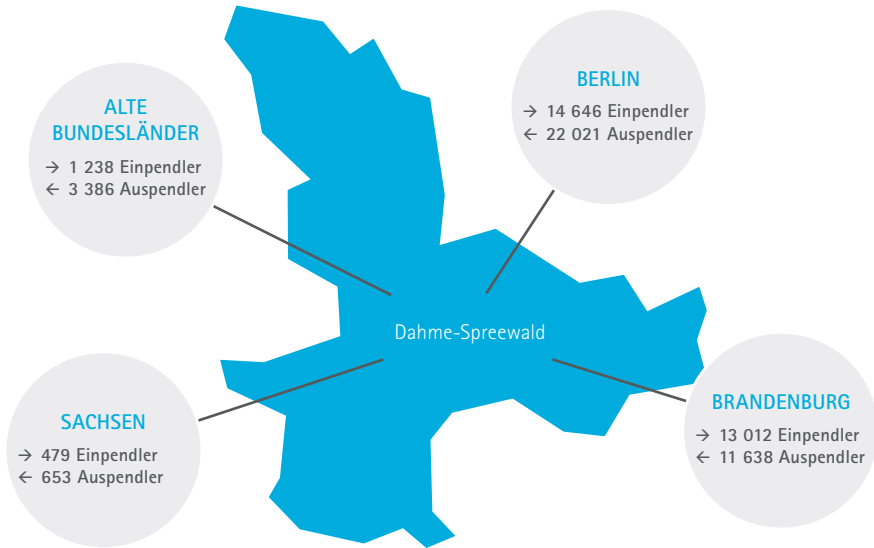 ALTE
BUNDESLÄNDER
→ 1 238 Einpendler
← 3 386 Auspendler
BERLIN
→ 14 646 Einpendler
← 22 021 Auspendler
Dahme-Spreewald
SACHSEN
→ 479 Einpendler
← 653 Auspendler
BRANDENBURG
→ 13 012 Einpendler
← 11 638 Auspendler